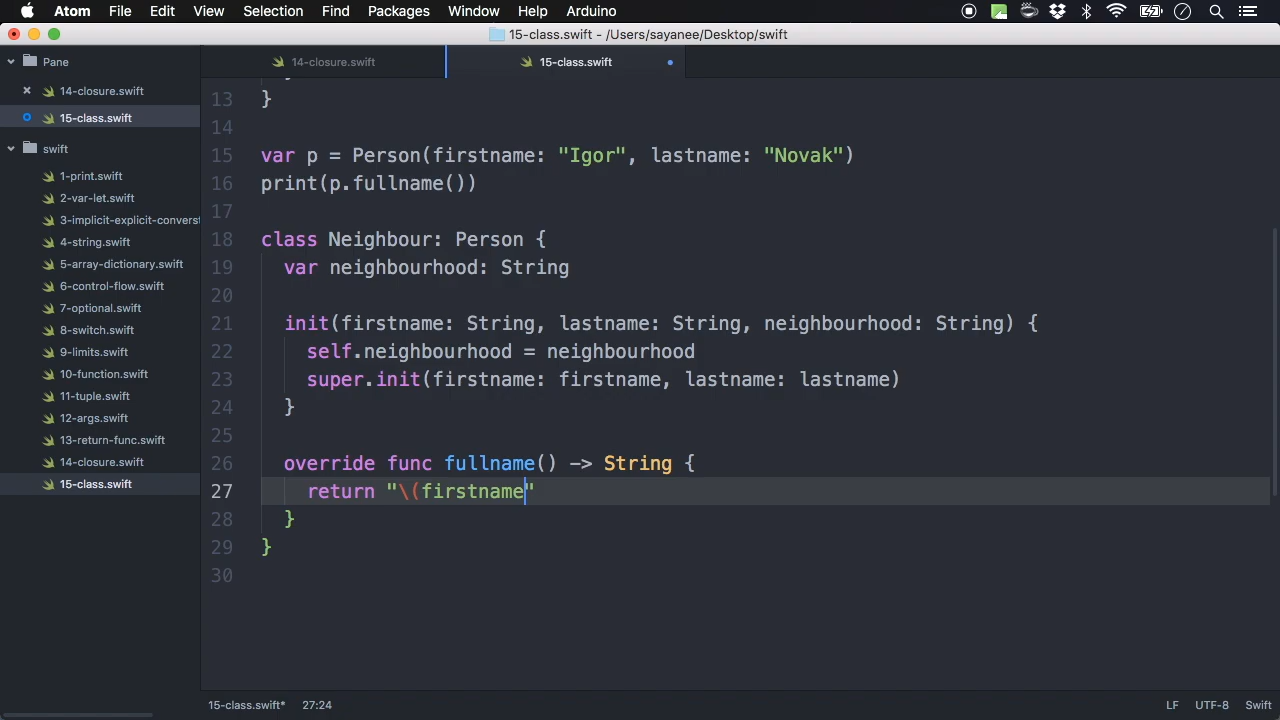 Atom File Edit View Selection Find Packages Window Help Arduino
15-class.swift - /Users/sayanee/Desktop/swift
Pane
14-closure.swift
15-class.swift
swift
1-print.swift
2-var-let.swift
3-implicit-explicit-converst
4-string.swift
5-array-dictionary.swift
6-control-flow.swift
7-optional.swift
8-switch.swift
9-limits.swift
10-function.swift
11-tuple.swift
12-args.swift
13-return-func.swift
14-closure.swift
15-class.swift
14-closure.swift 15-class.swift
13 }
14
15 var p = Person(firstname: "Igor", lastname: "Novak")
16 print(p.fullname())
17
18 class Neighbour: Person {
19 var neighbourhood: String
20
21 init(firstname: String, lastname: String, neighbourhood: String) {
22 self.neighbourhood = neighbourhood
23 super.init(firstname: firstname, lastname: lastname)
24 }
25
26 override func fullname() -> String {
27 return "\(firstname"
28 }
29 }
30
15-class.swift* 27:24 LF UTF-8 Swift